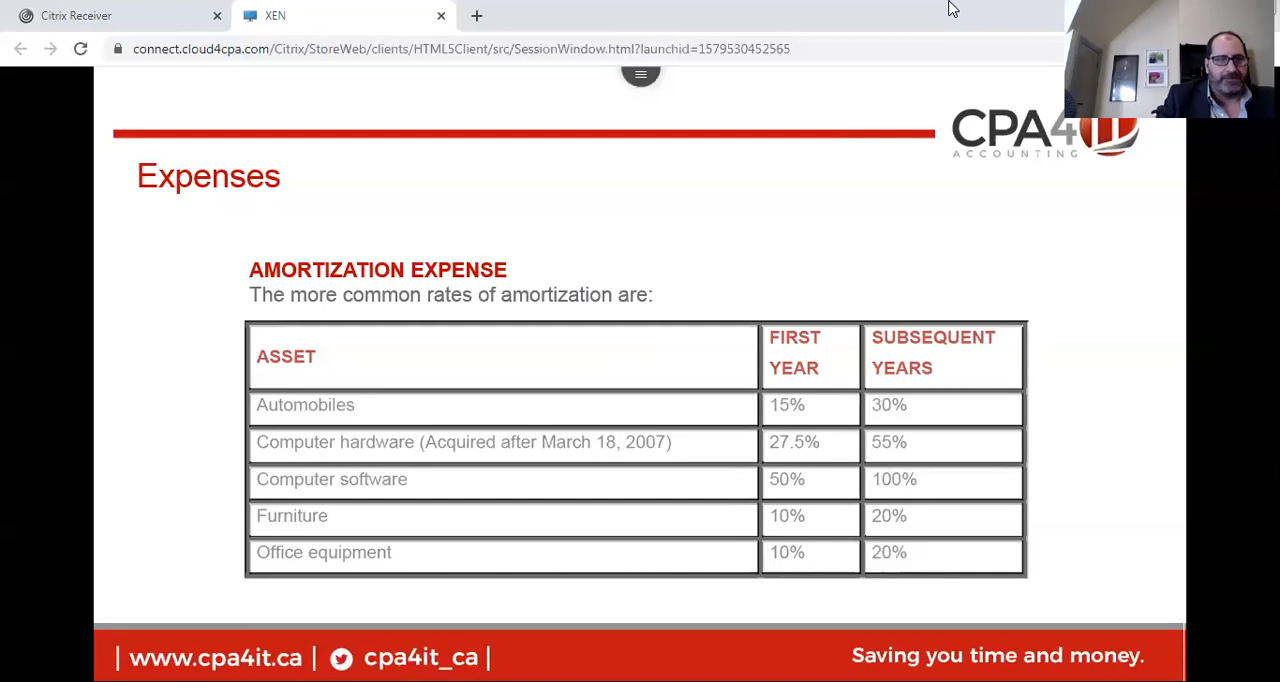 Citrix Receiver
XEN
connect.cloud4cpa.com/Citrix/StoreWeb/clients/HTML5Client/src/SessionWindow.html?launchid=1579530452565
CPA4IT
ACCOUNTING
Expenses
AMORTIZATION EXPENSE
The more common rates of amortization are:
ASSET FIRST YEAR SUBSEQUENT YEARS
Automobiles 15% 30%
Computer hardware (Acquired after March 18, 2007) 27.5% 55%
Computer software 50% 100%
Furniture 10% 20%
Office equipment 10% 20%
| www.cpa4it.ca | cpa4it_ca |
Saving you time and money.